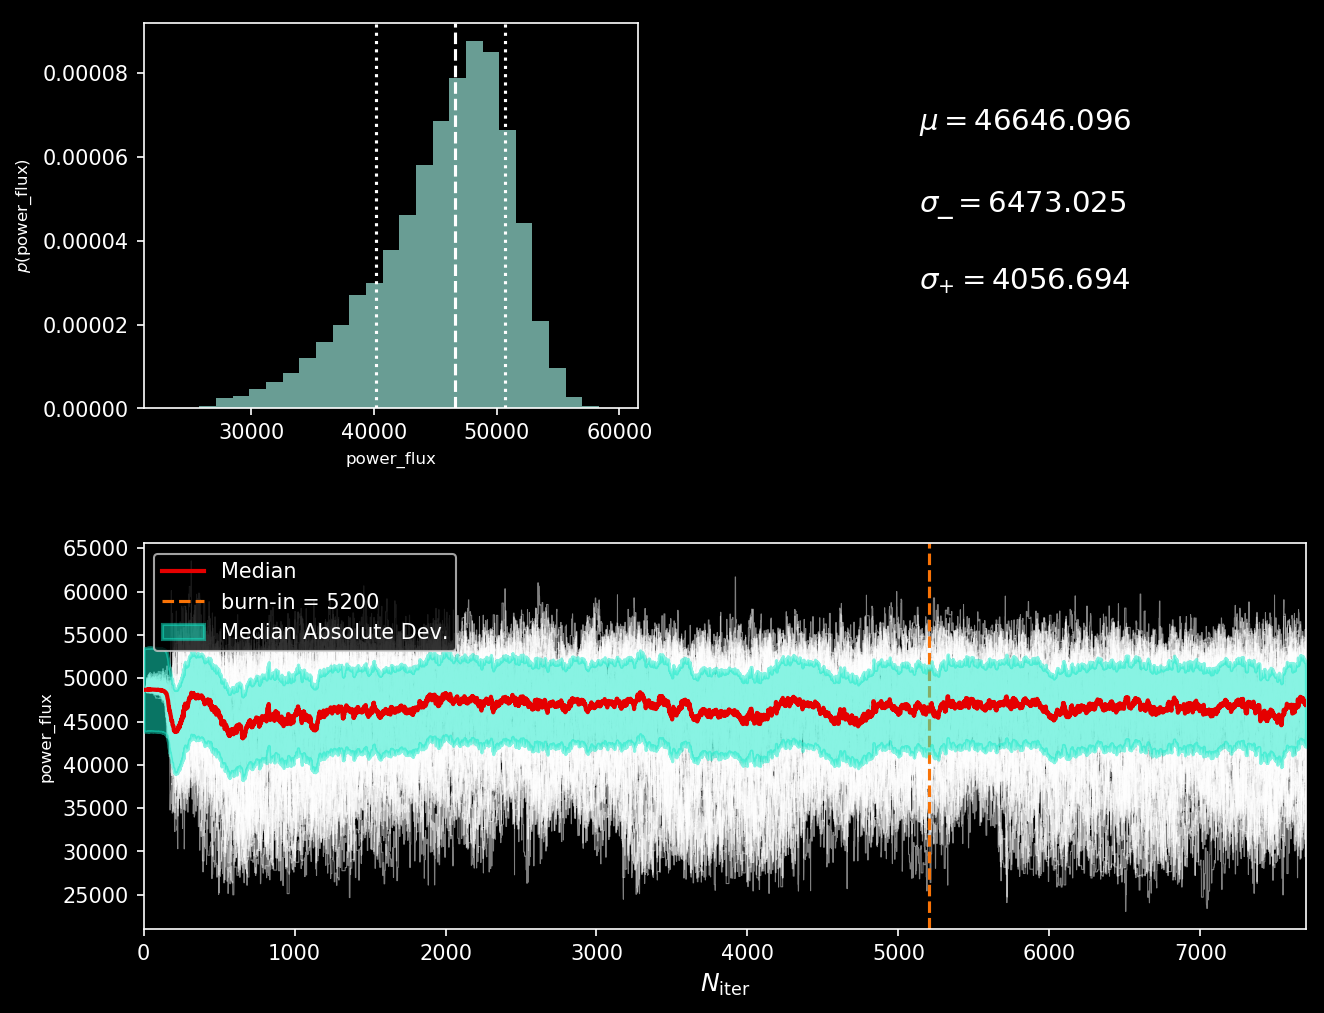 0.00008
0.00006
0.00004
0.00002
0.00000
p(power_flux)
30000 40000 50000 60000
power_flux
μ = 46646.096
σ_ = 6473.025
σ+ = 4056.694
65000
60000
55000
50000
45000
40000
35000
30000
25000
power_flux
Median
burn-in = 5200
Median Absolute Dev.
0 1000 2000 3000 4000 5000 6000 7000
Niter